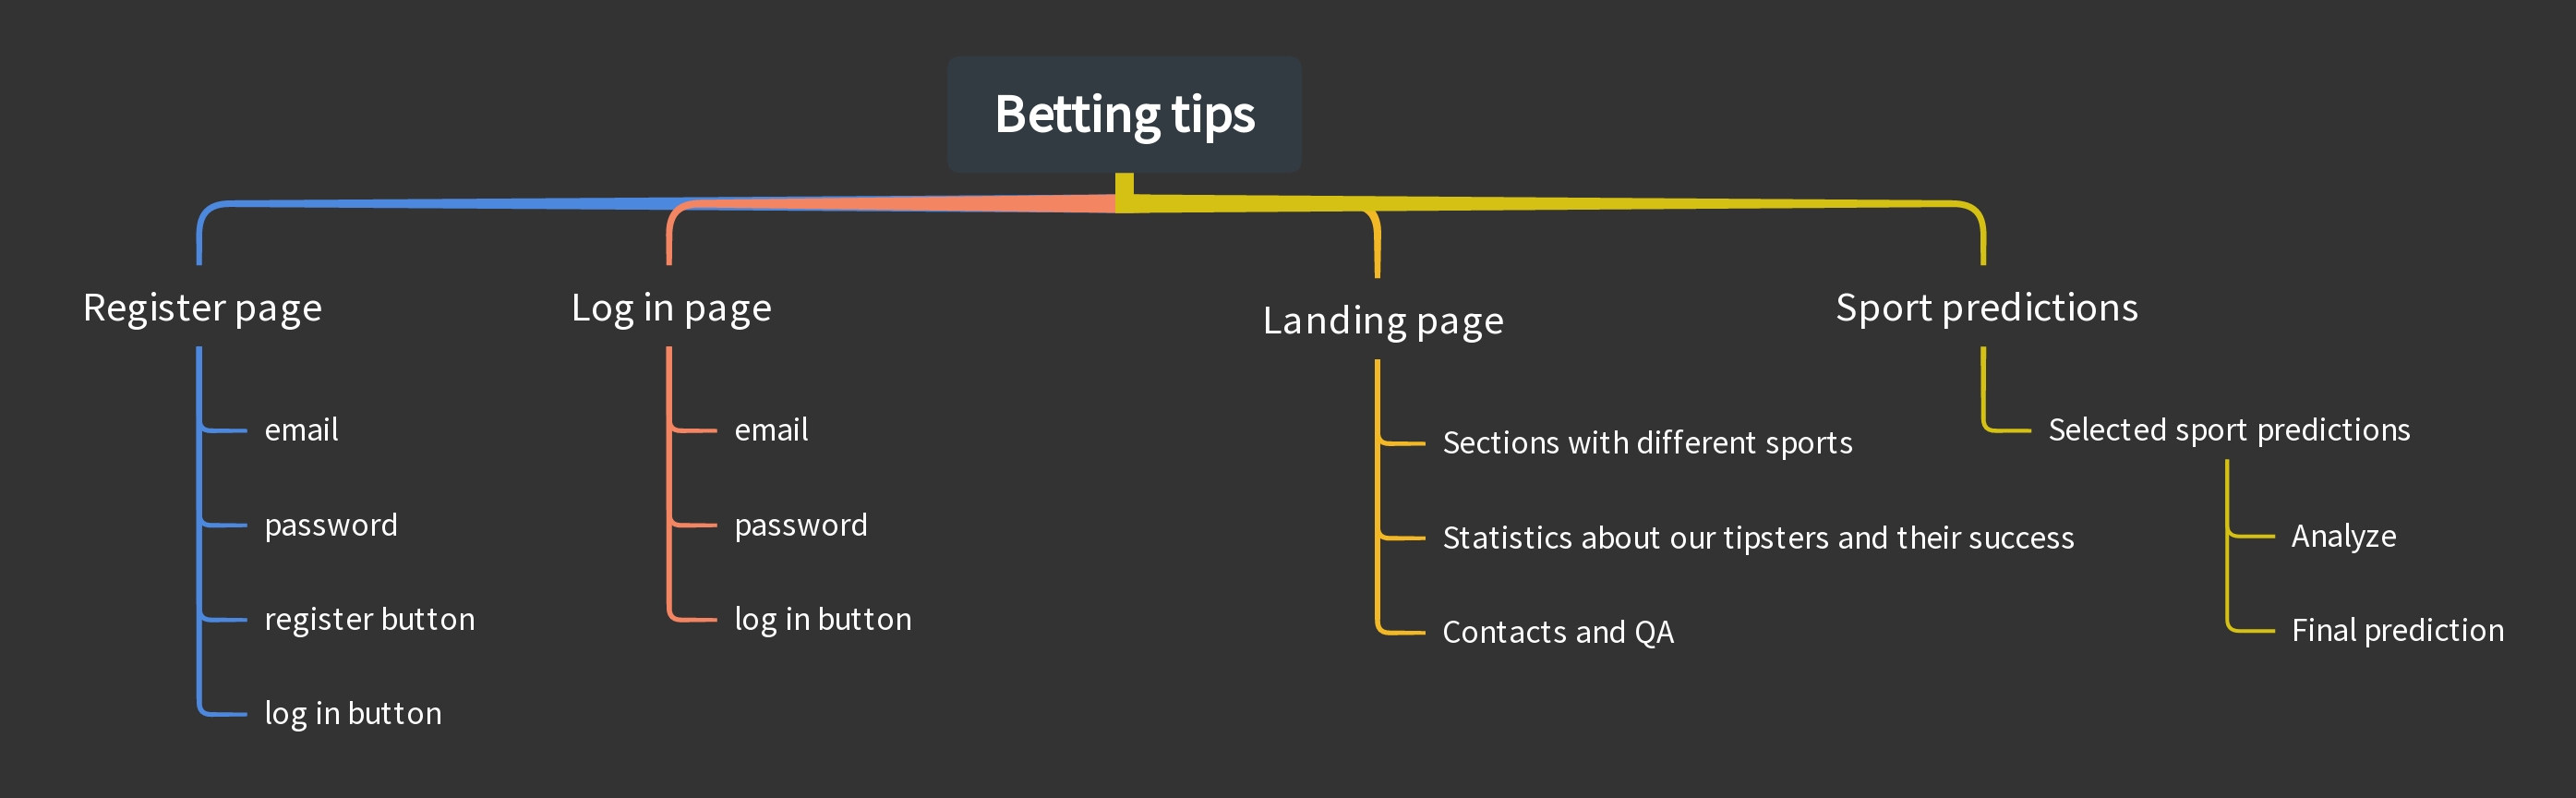 Betting tips
Register page
email
password
register button
log in button
Log in page
email
password
log in button
Landing page
Sections with different sports
Statistics about our tipsters and their success
Contacts and QA
Sport predictions
Selected sport predictions
Analyze
Final prediction